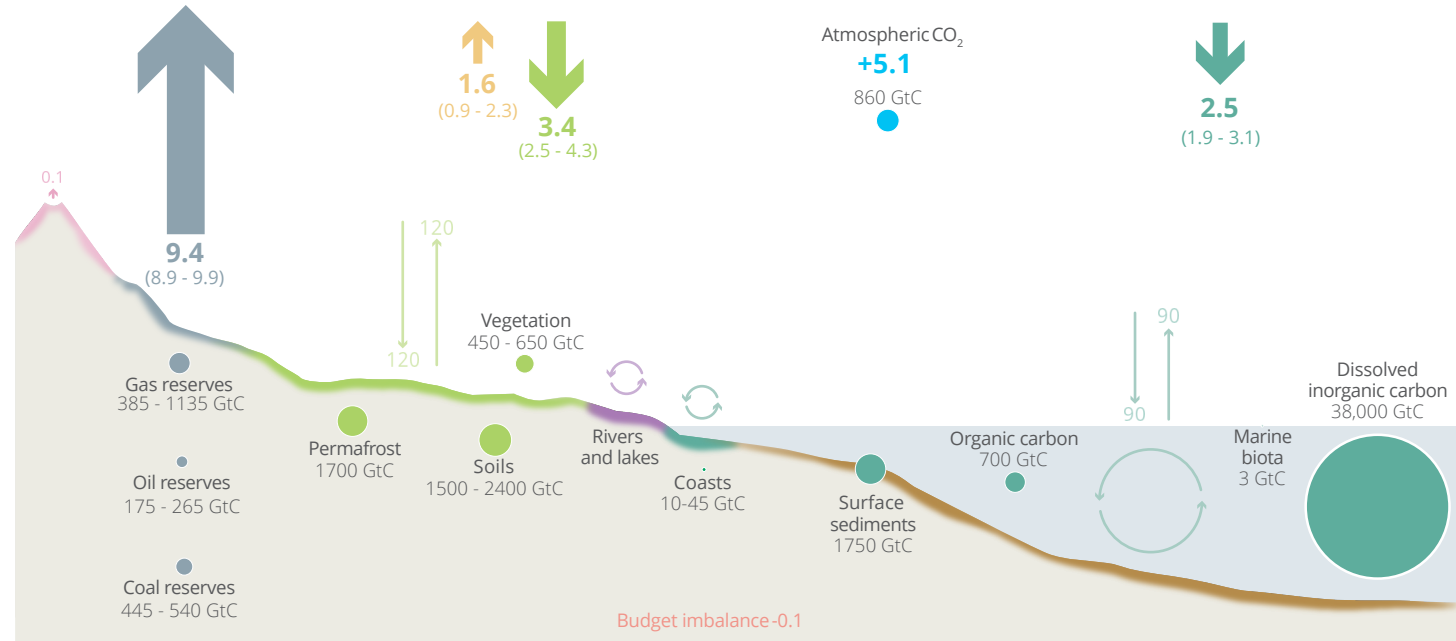 Atmospheric CO₂
+5.1
860 GtC
1.6
(0.9 - 2.3)
3.4
(2.5 - 4.3)
2.5
(1.9 - 3.1)
0.1
9.4
(8.9 - 9.9)
120
120
90
90
Vegetation
450 - 650 GtC
Gas reserves
385 - 1135 GtC
Oil reserves
175 - 265 GtC
Coal reserves
445 - 540 GtC
Permafrost
1700 GtC
Soils
1500 - 2400 GtC
Rivers
and lakes
Coasts
10-45 GtC
Surface
sediments
1750 GtC
Organic carbon
700 GtC
Marine
biota
3 GtC
Dissolved
inorganic carbon
38,000 GtC
Budget imbalance -0.1